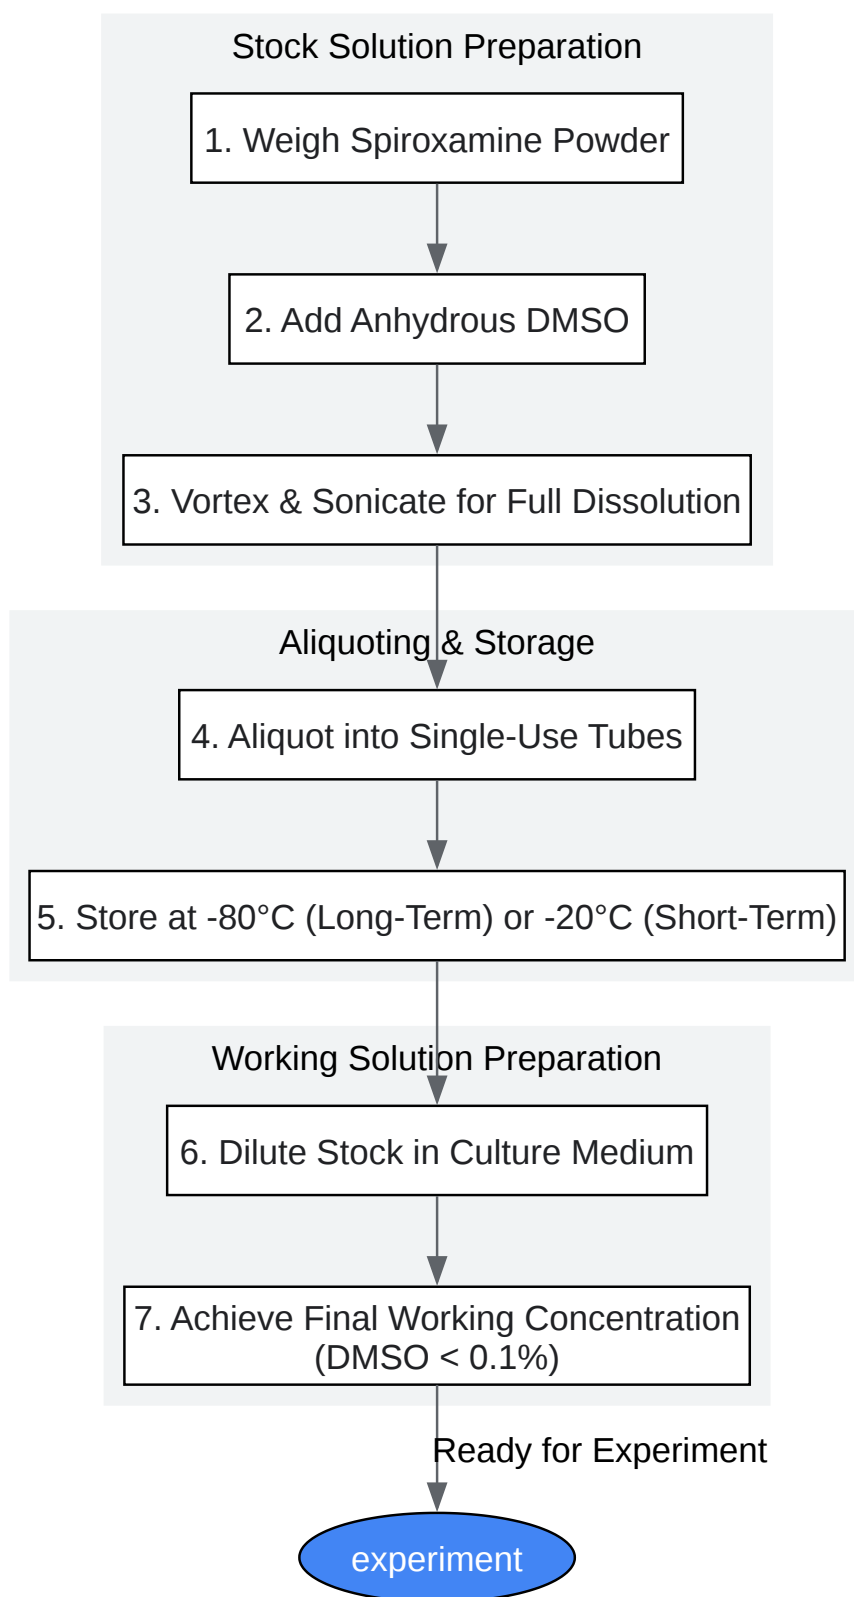 Stock Solution Preparation
1. Weigh Spiroxamine Powder
2. Add Anhydrous DMSO
3. Vortex & Sonicate for Full Dissolution
Aliquoting & Storage
4. Aliquot into Single-Use Tubes
5. Store at -80°C (Long-Term) or -20°C (Short-Term)
Working Solution Preparation
6. Dilute Stock in Culture Medium
7. Achieve Final Working Concentration
(DMSO < 0.1%)
Ready for Experiment
experiment